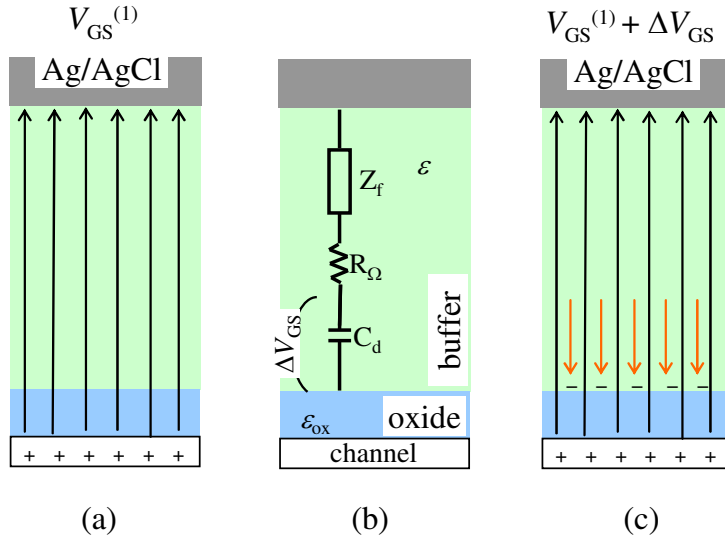 V_GS^(1)
Ag/AgCl
+ + + + + +
(a)
Z_f
ε
R_Ω
ΔV_GS
C_d
buffer
ε_ox
oxide
channel
(b)
V_GS^(1) + ΔV_GS
Ag/AgCl
– – – – –
+ + + + + +
(c)